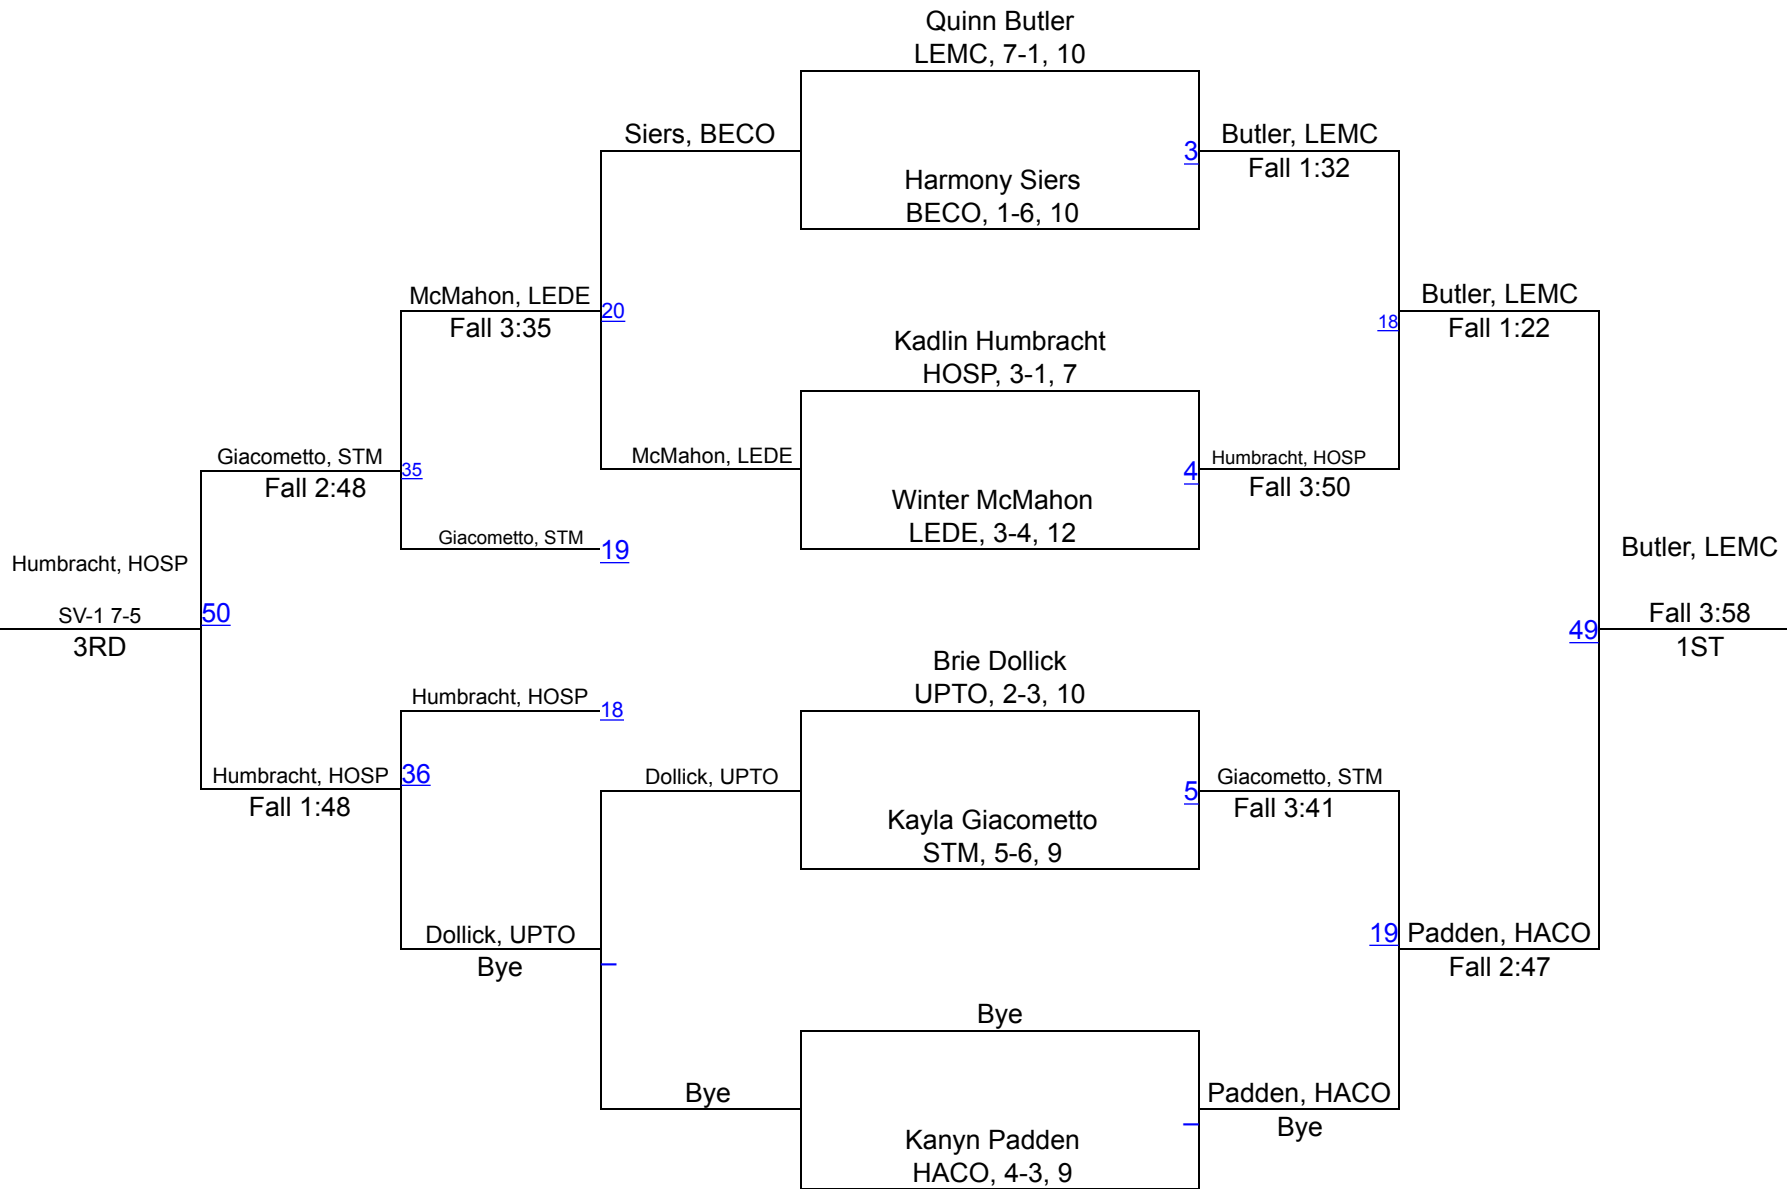 Quinn Butler
LEMC, 7-1, 10
Siers, BECO
3
Butler, LEMC
Fall 1:32
Harmony Siers
BECO, 1-6, 10
McMahon, LEDE
Fall 3:35
20
Butler, LEMC
Fall 1:22
18
Kadlin Humbracht
HOSP, 3-1, 7
Giacometto, STM
Fall 2:48
35
McMahon, LEDE
4
Humbracht, HOSP
Fall 3:50
Winter McMahon
LEDE, 3-4, 12
Giacometto, STM
19
Humbracht, HOSP
SV-1 7-5
3RD
50
Butler, LEMC
Fall 3:58
1ST
49
Brie Dollick
UPTO, 2-3, 10
Humbracht, HOSP
18
Humbracht, HOSP
Fall 1:48
36
Dollick, UPTO
5
Giacometto, STM
Fall 3:41
Kayla Giacometto
STM, 5-6, 9
Dollick, UPTO
Bye
19
Padden, HACO
Fall 2:47
Bye
Bye
Padden, HACO
Bye
Kanyn Padden
HACO, 4-3, 9